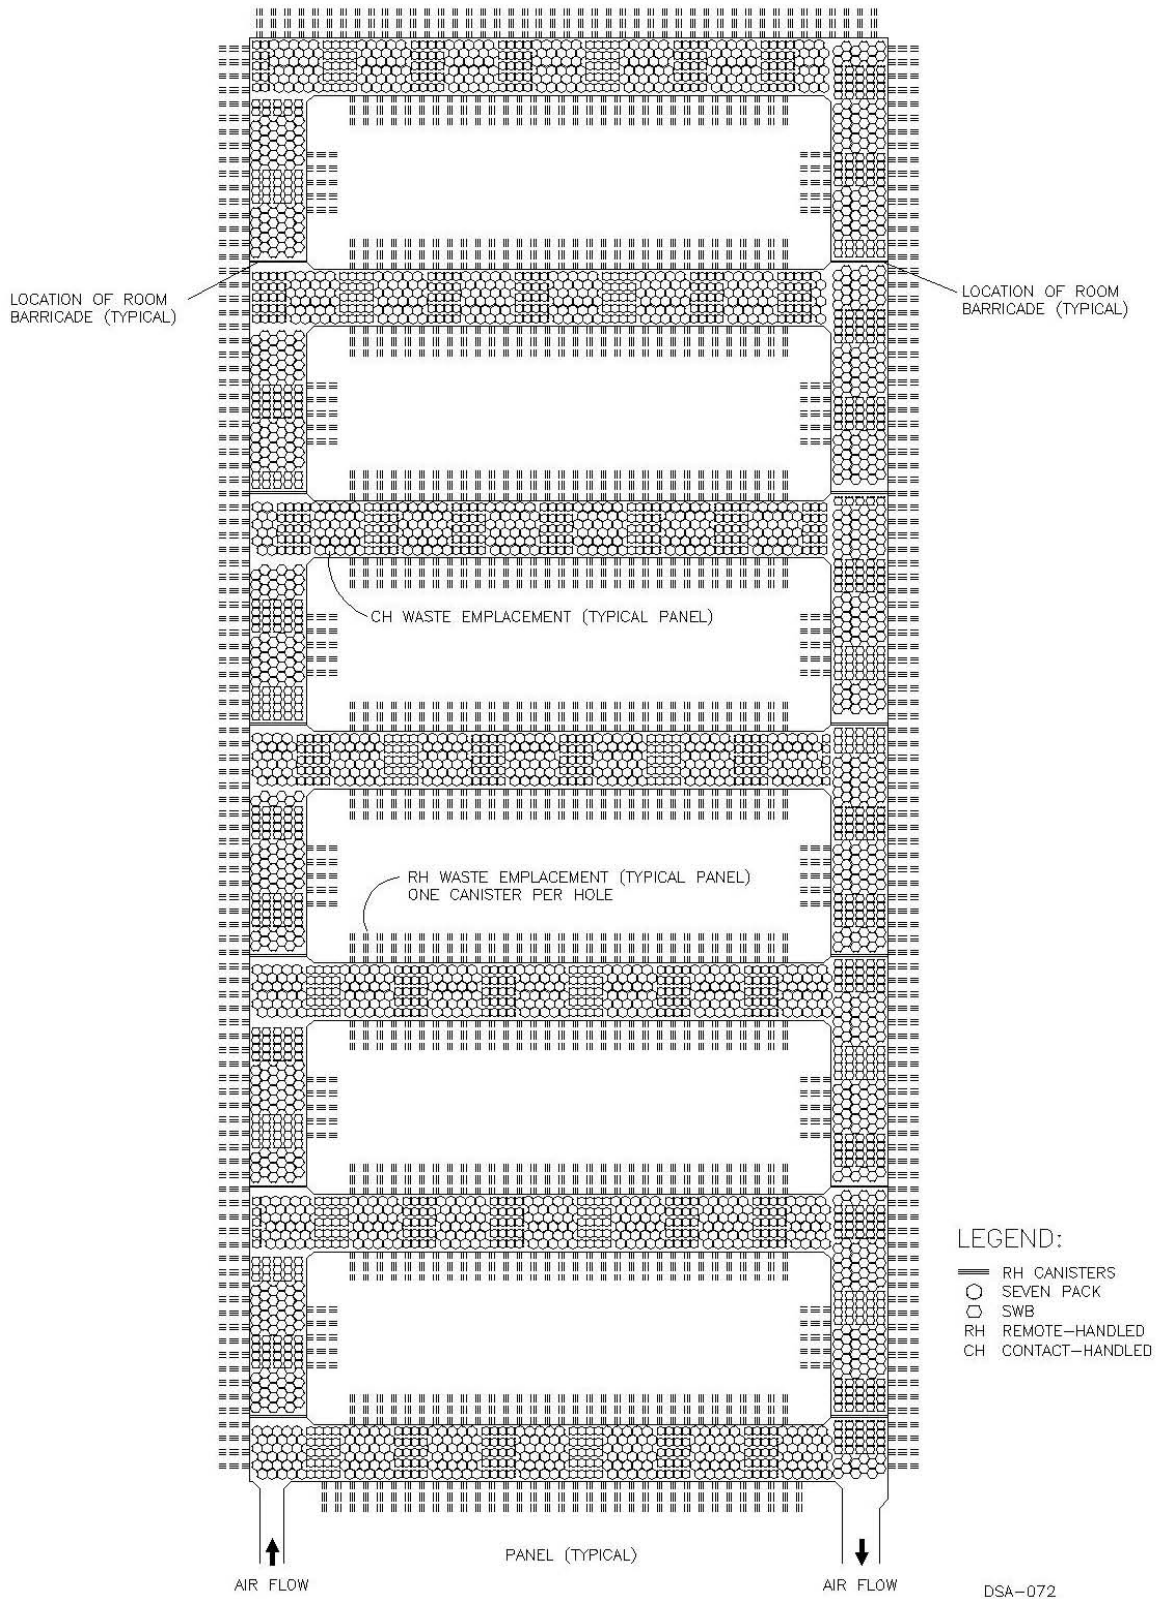 LOCATION OF ROOM
BARRICADE (TYPICAL)
LOCATION OF ROOM
BARRICADE (TYPICAL)
CH WASTE EMPLACEMENT (TYPICAL PANEL)
RH WASTE EMPLACEMENT (TYPICAL PANEL)
ONE CANISTER PER HOLE
LEGEND:
RH CANISTERS
SEVEN PACK
SWB
RH REMOTE-HANDLED
CH CONTACT-HANDLED
PANEL (TYPICAL)
AIR FLOW
AIR FLOW
DSA-072